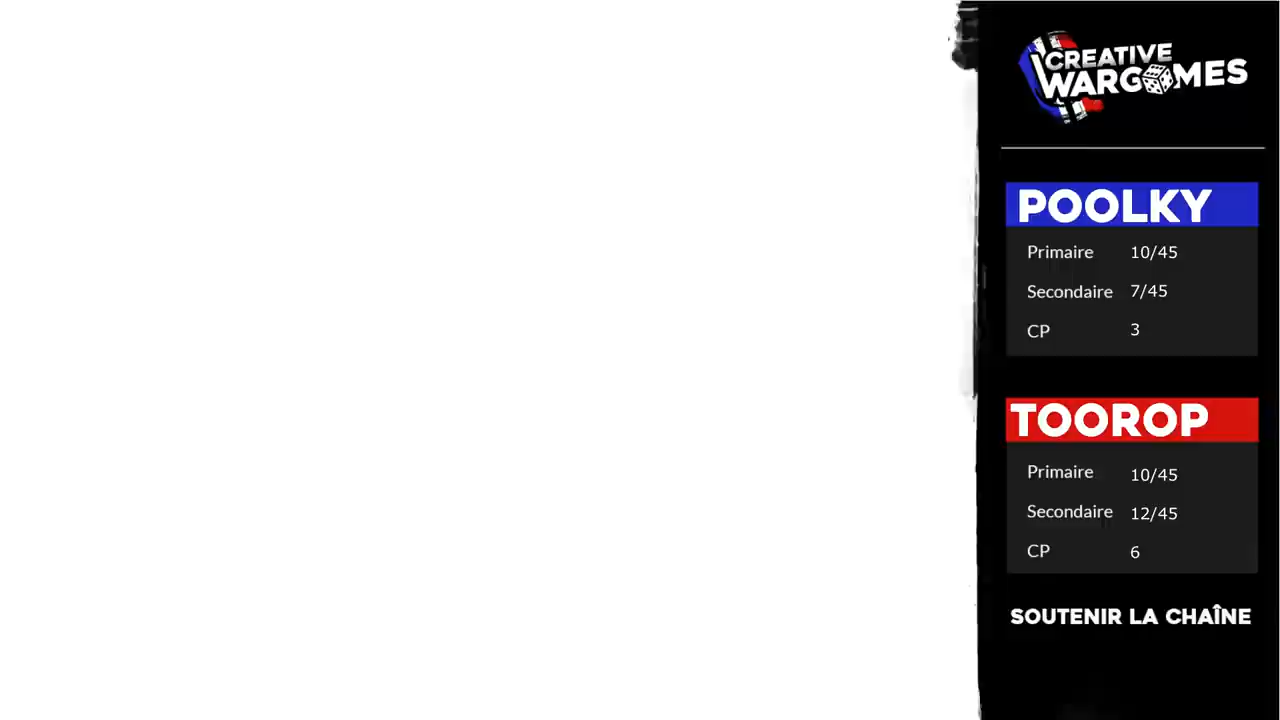 CREATIVE
WARGAMES
POOLKY
Primaire 10/45
Secondaire 7/45
CP 3
TOOROP
Primaire 10/45
Secondaire 12/45
CP 6
SOUTENIR LA CHAÎNE